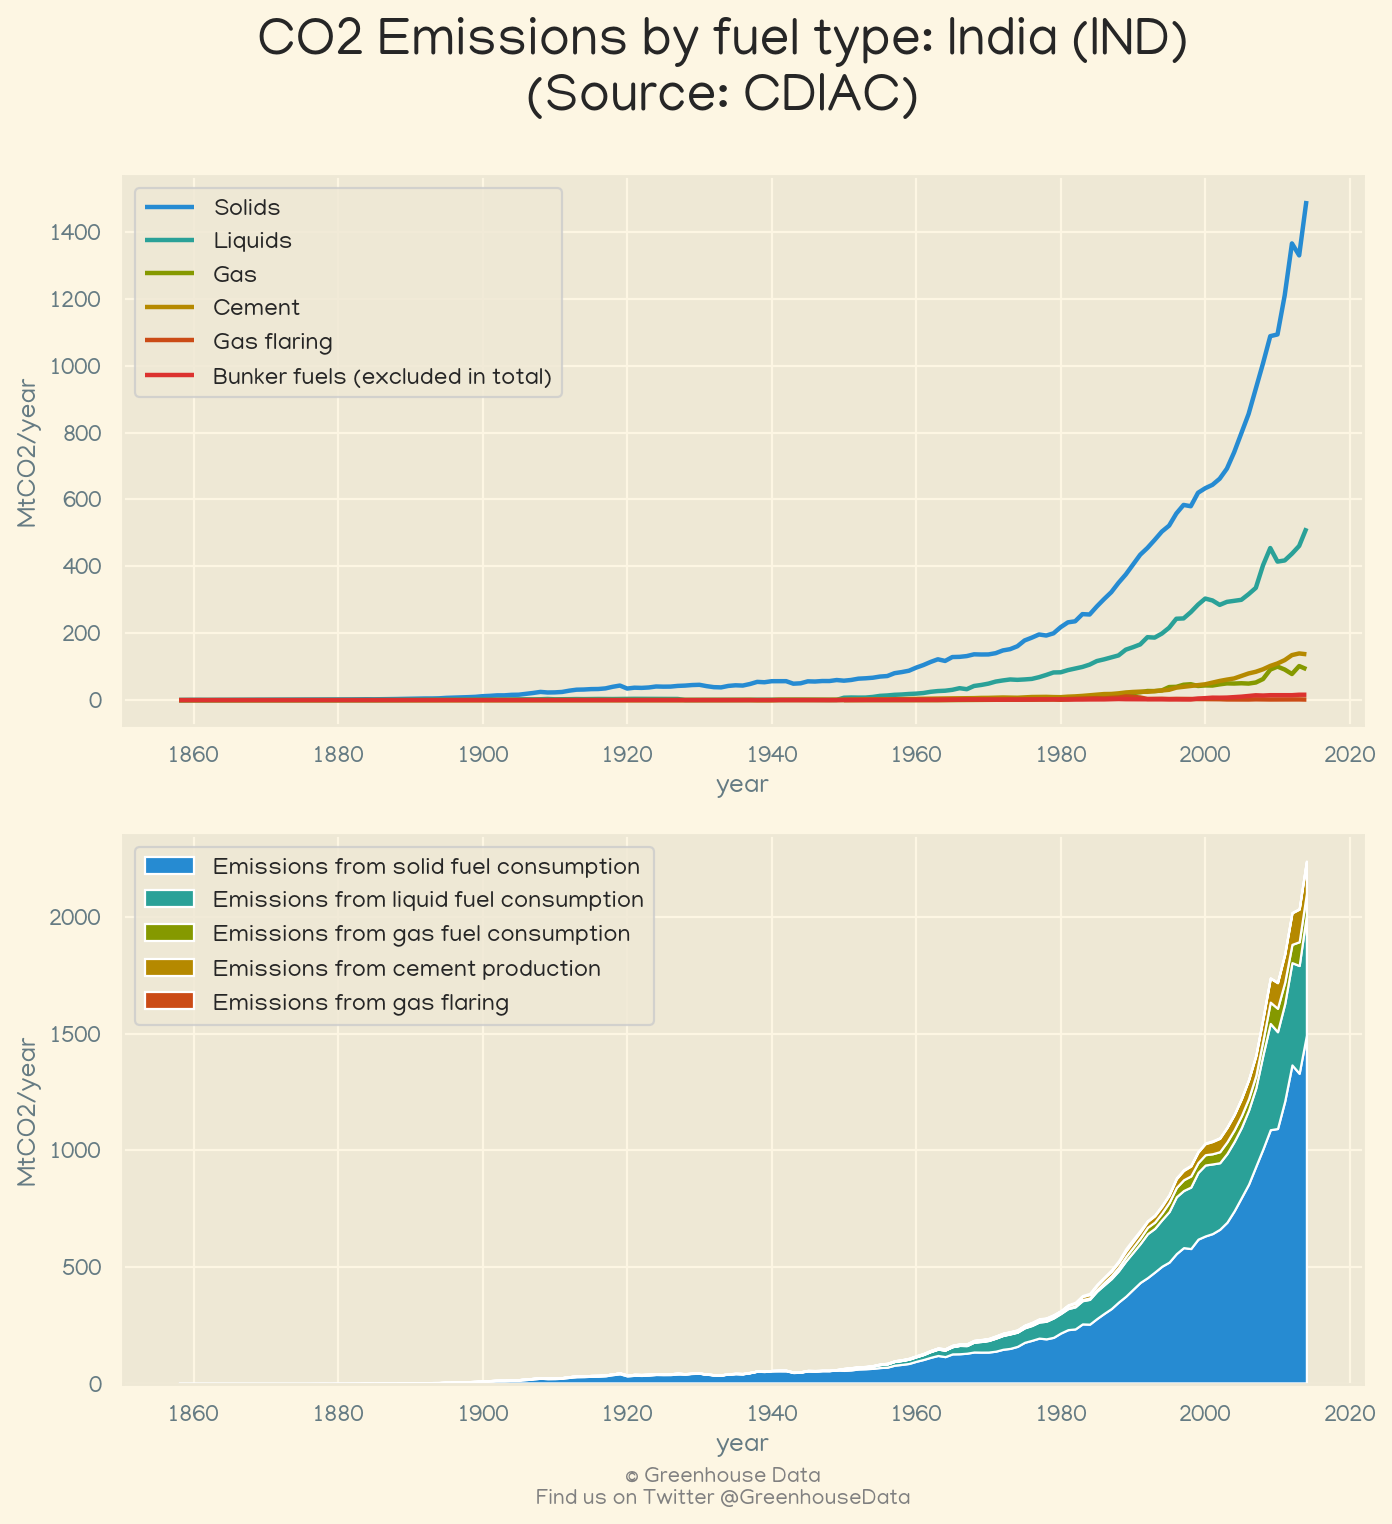 CO2 Emissions by fuel type: India (IND)
(Source: CDIAC)
Solids
Liquids
Gas
Cement
Gas flaring
Bunker fuels (excluded in total)
1400
1200
1000
800
600
400
200
0
MtCO2/year
1860 1880 1900 1920 1940 1960 1980 2000 2020
year
Emissions from solid fuel consumption
Emissions from liquid fuel consumption
Emissions from gas fuel consumption
Emissions from cement production
Emissions from gas flaring
2000
1500
1000
500
0
MtCO2/year
1860 1880 1900 1920 1940 1960 1980 2000 2020
year
© Greenhouse Data
Find us on Twitter @GreenhouseData